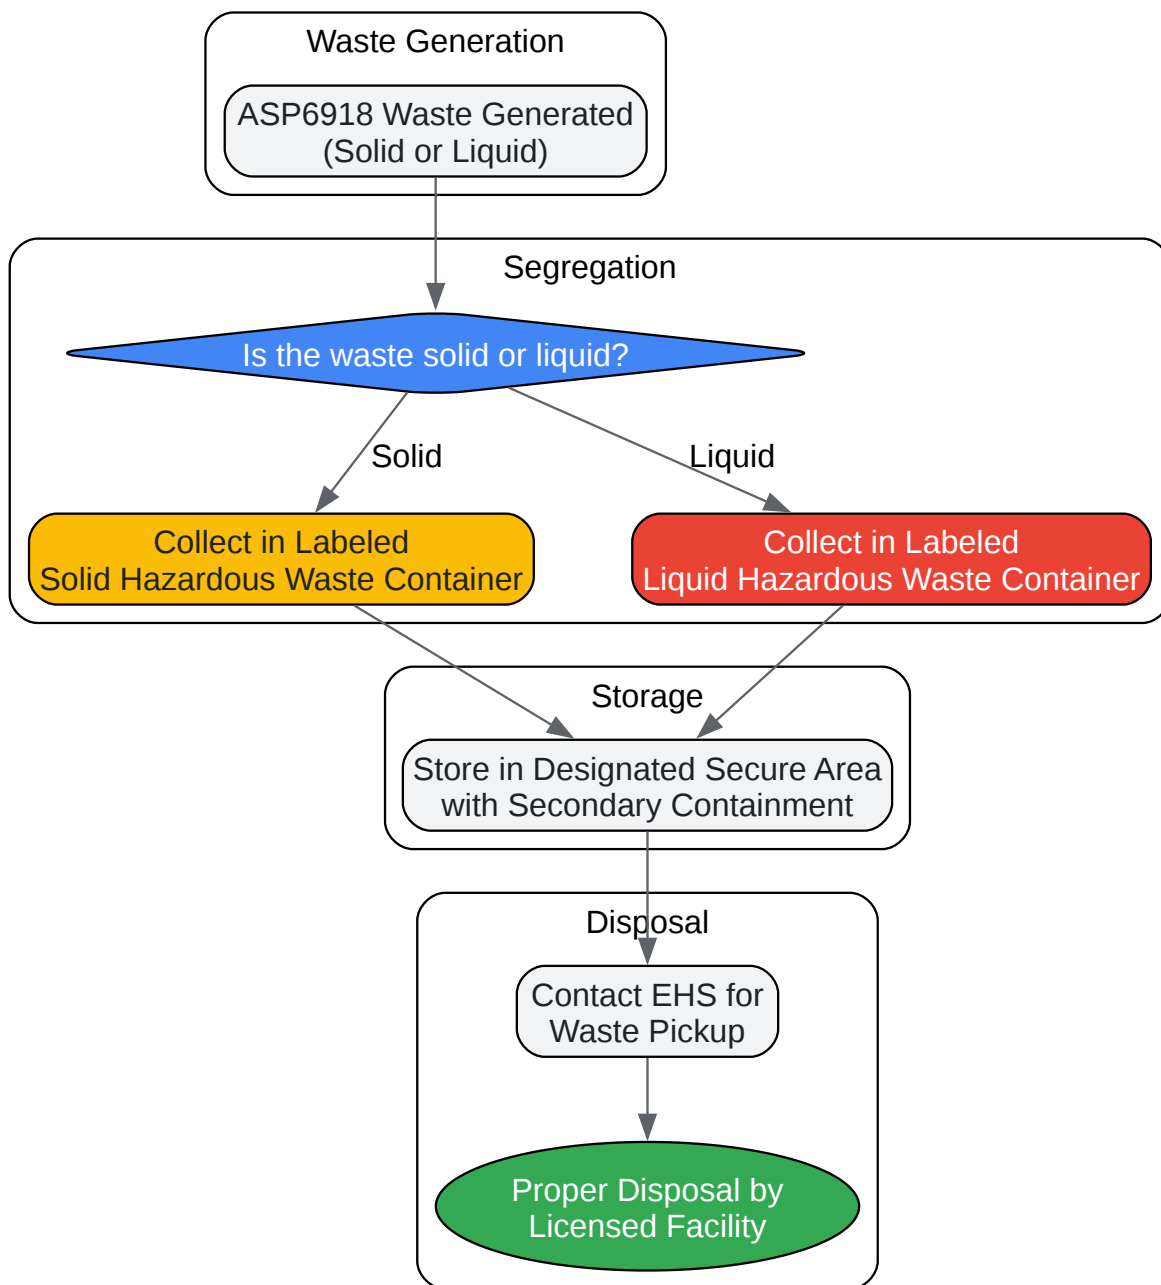 Waste Generation
ASP6918 Waste Generated
(Solid or Liquid)
Segregation
Is the waste solid or liquid?
Solid
Liquid
Collect in Labeled
Solid Hazardous Waste Container
Collect in Labeled
Liquid Hazardous Waste Container
Storage
Store in Designated Secure Area
with Secondary Containment
Disposal
Contact EHS for
Waste Pickup
Proper Disposal by
Licensed Facility